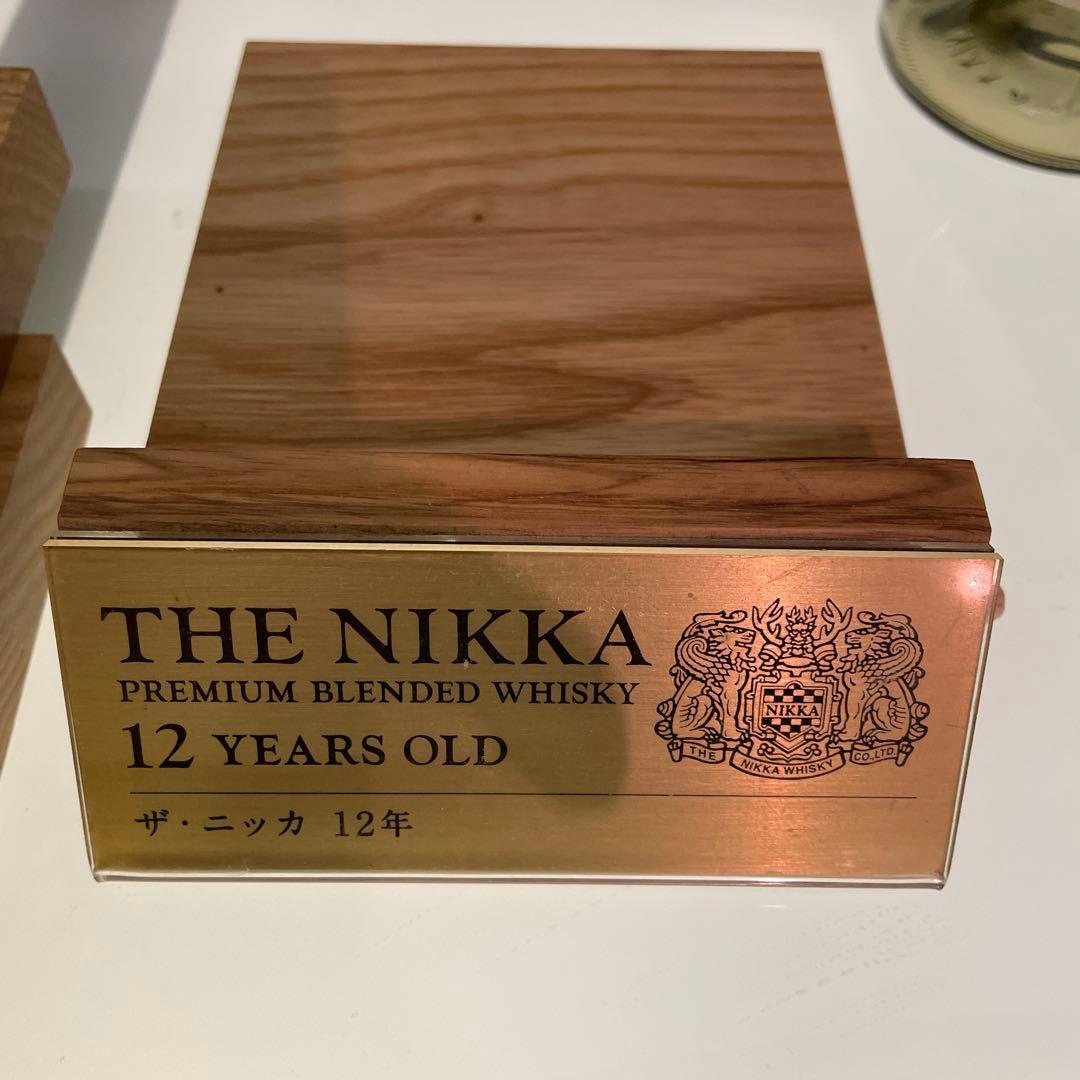 THE NIKKA
PREMIUM BLENDED WHISKY
12 YEARS OLD
ザ・ニッカ 12年
NIKKA
THE NIKKA WHISKY CO.,LTD.